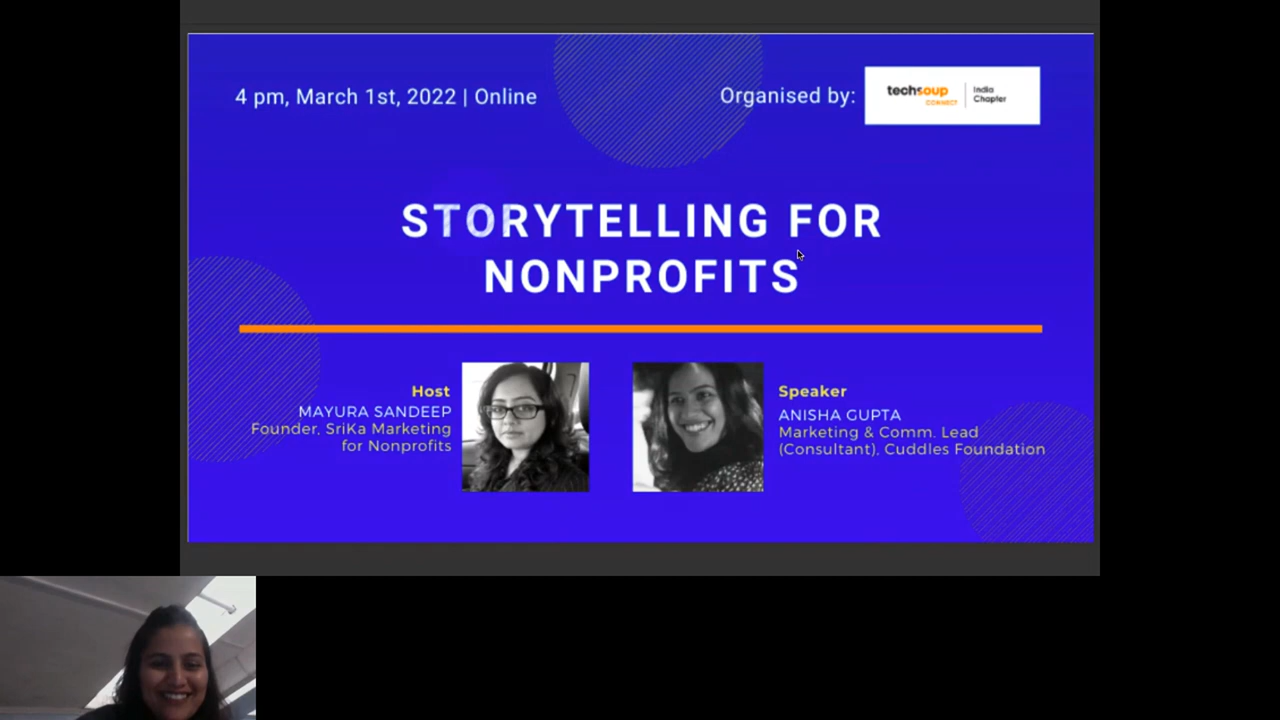 4 pm, March 1st, 2022 | Online
Organised by:
techsoup
CONNECT
India
Chapter
STORYTELLING FOR
NONPROFITS
Host
MAYURA SANDEEP
Founder, SriKa Marketing
for Nonprofits
Speaker
ANISHA GUPTA
Marketing & Comm. Lead
(Consultant), Cuddles Foundation